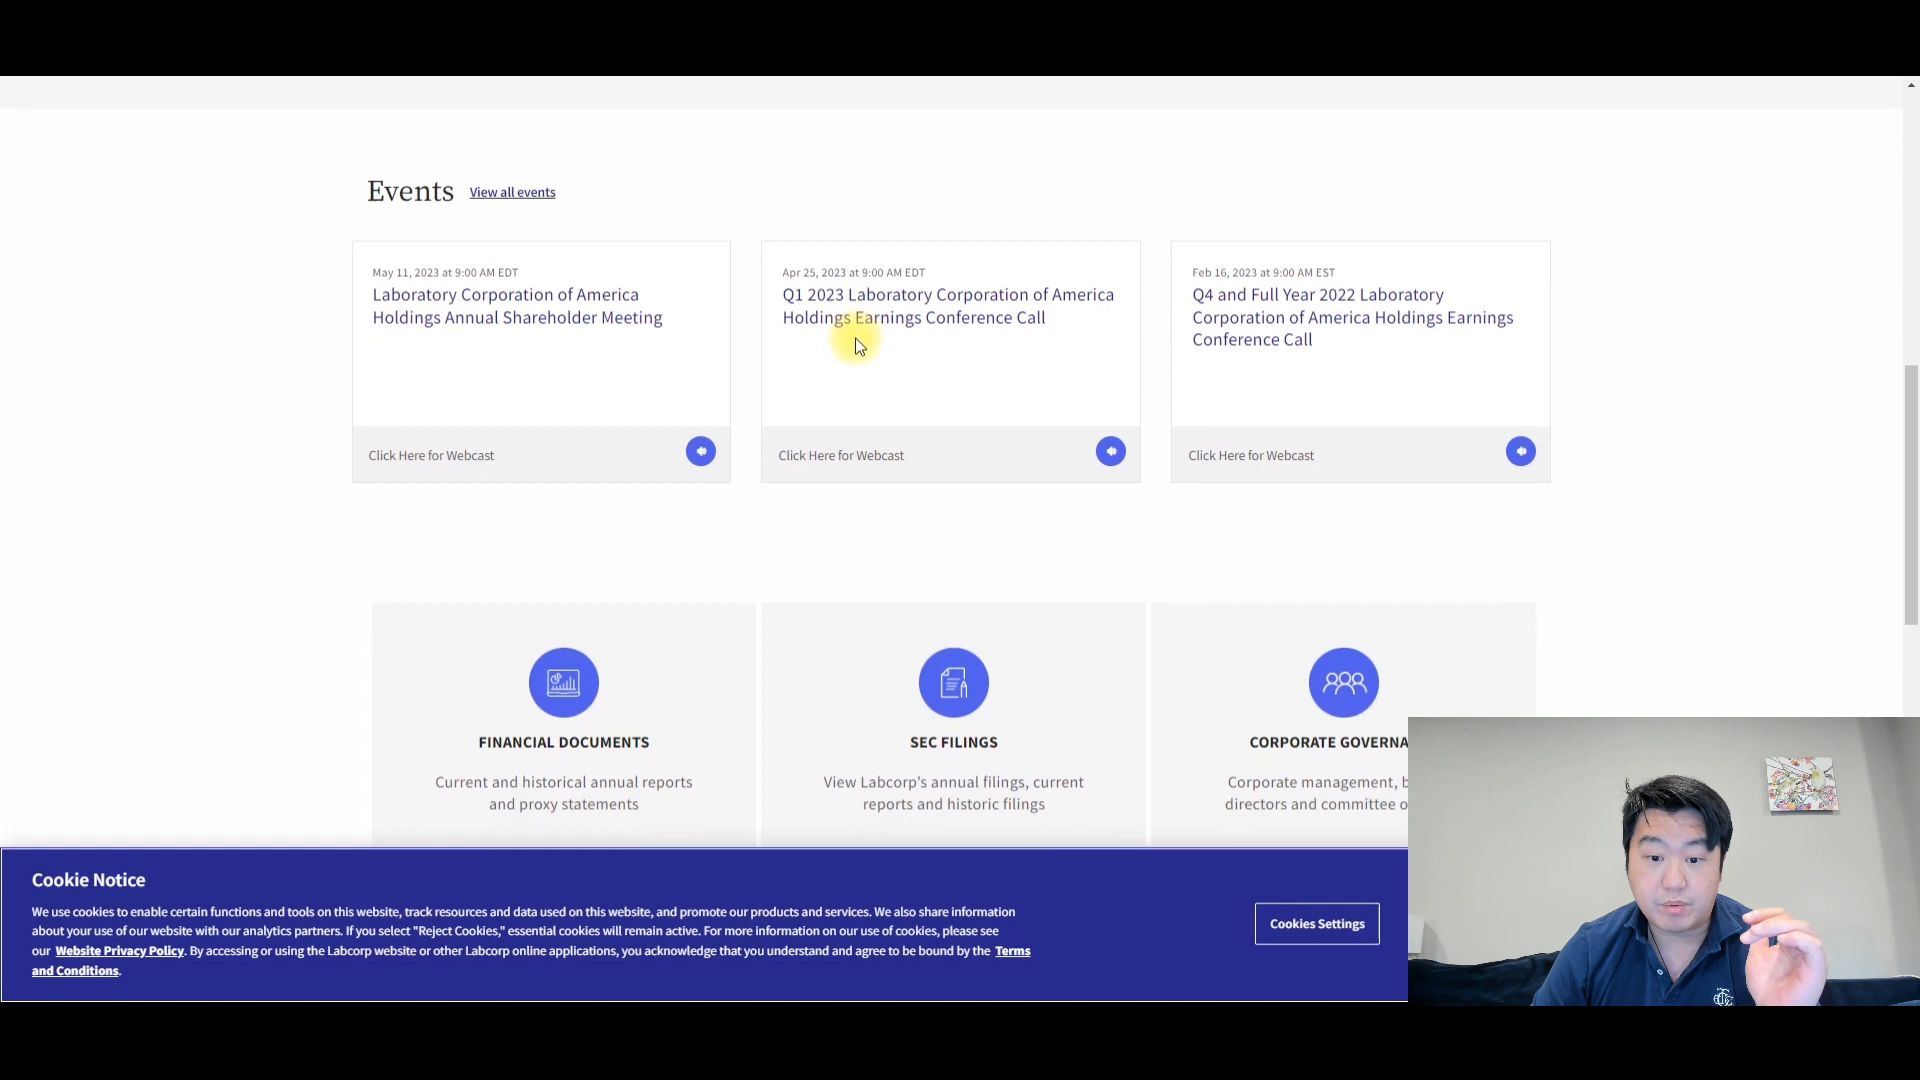 Events View all events
May 11, 2023 at 9:00 AM EDT
Laboratory Corporation of America
Holdings Annual Shareholder Meeting
Click Here for Webcast
Apr 25, 2023 at 9:00 AM EDT
Q1 2023 Laboratory Corporation of America
Holdings Earnings Conference Call
Click Here for Webcast
Feb 16, 2023 at 9:00 AM EST
Q4 and Full Year 2022 Laboratory
Corporation of America Holdings Earnings
Conference Call
Click Here for Webcast
FINANCIAL DOCUMENTS
Current and historical annual reports
and proxy statements
SEC FILINGS
View Labcorp’s annual filings, current
reports and historic filings
CORPORATE GOVERNA
Corporate management, b
directors and committee o
Cookie Notice
We use cookies to enable certain functions and tools on this website, track resources and data used on this website, and promote our products and services. We also share information
about your use of our website with our analytics partners. If you select "Reject Cookies," essential cookies will remain active. For more information on our use of cookies, please see
our Website Privacy Policy. By accessing or using the Labcorp website or other Labcorp online applications, you acknowledge that you understand and agree to be bound by the Terms
and Conditions.
Cookies Settings